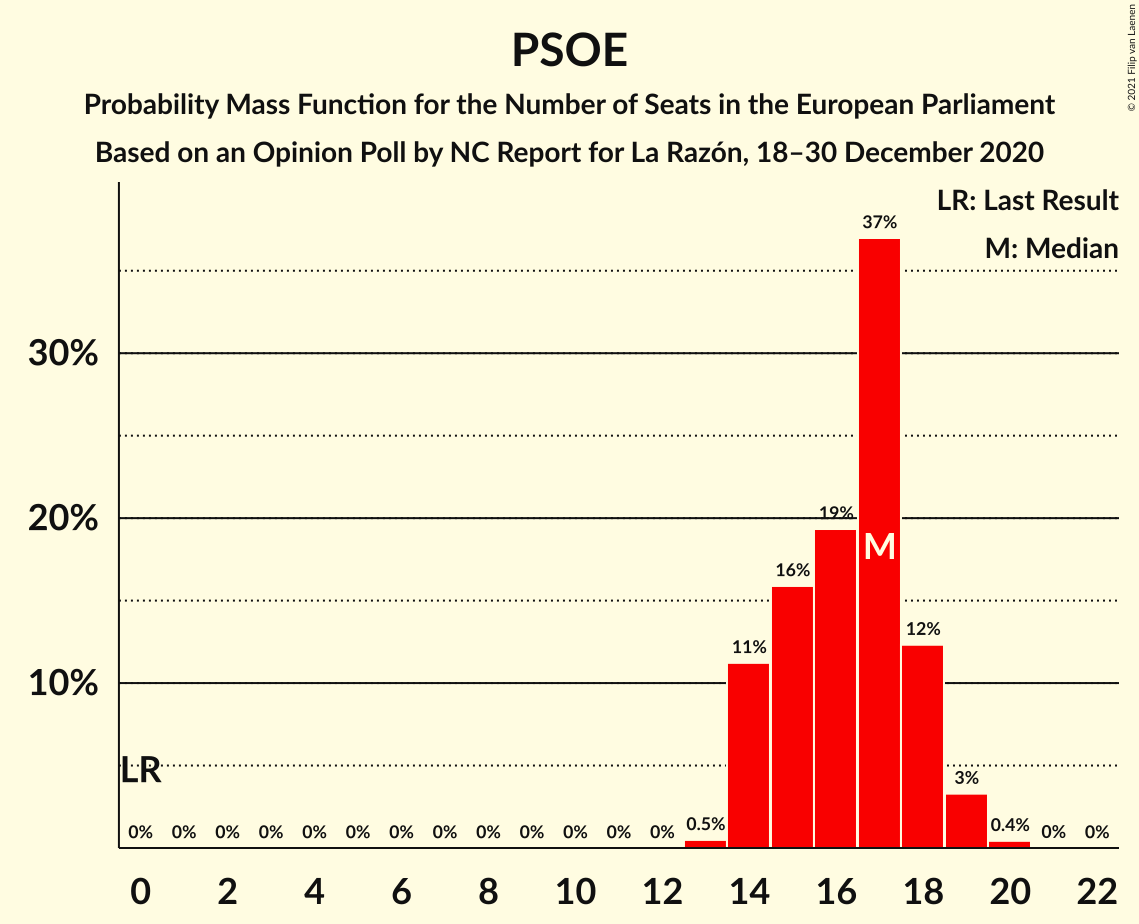 © 2021 Filip van Laenen
PSOE
Probability Mass Function for the Number of Seats in the European Parliament
Based on an Opinion Poll by NC Report for La Razón, 18–30 December 2020
LR: Last Result
M: Median
37%
30%
20%
19%
M
16%
12%
11%
10%
LR
3%
0% 0% 0% 0% 0% 0% 0% 0% 0% 0% 0% 0% 0% 0.5% 0.4% 0% 0%
0 2 4 6 8 10 12 14 16 18 20 22